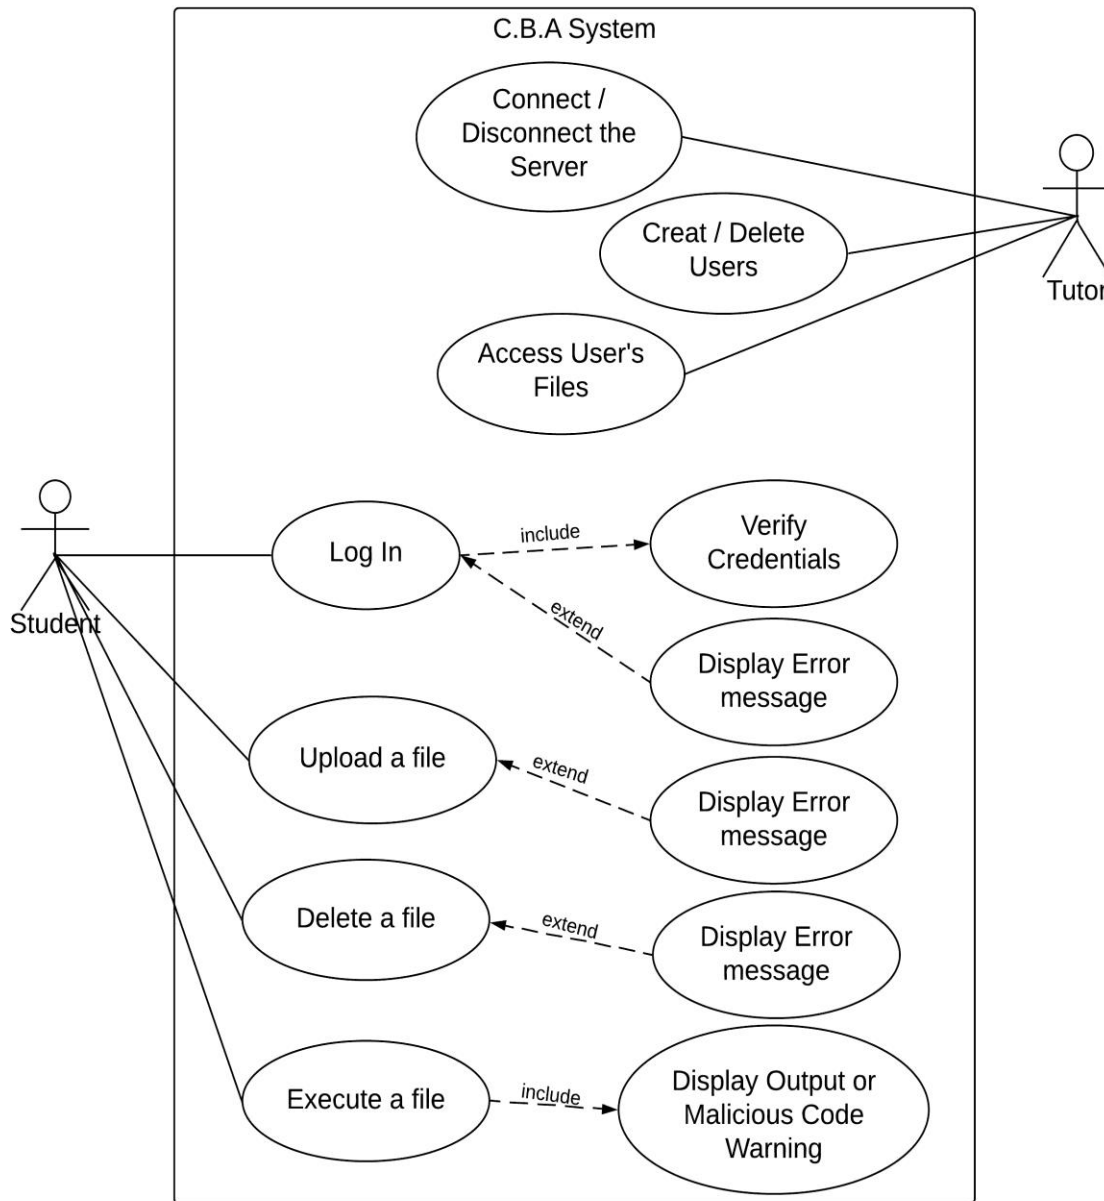 C.B.A System
Connect /
Disconnect the
Server
Creat / Delete
Users
Tutor
Access User's
Files
Student
Log In
include
Verify
Credentials
extend
Display Error
message
Upload a file
extend
Display Error
message
Delete a file
extend
Display Error
message
Execute a file
include
Display Output or
Malicious Code
Warning